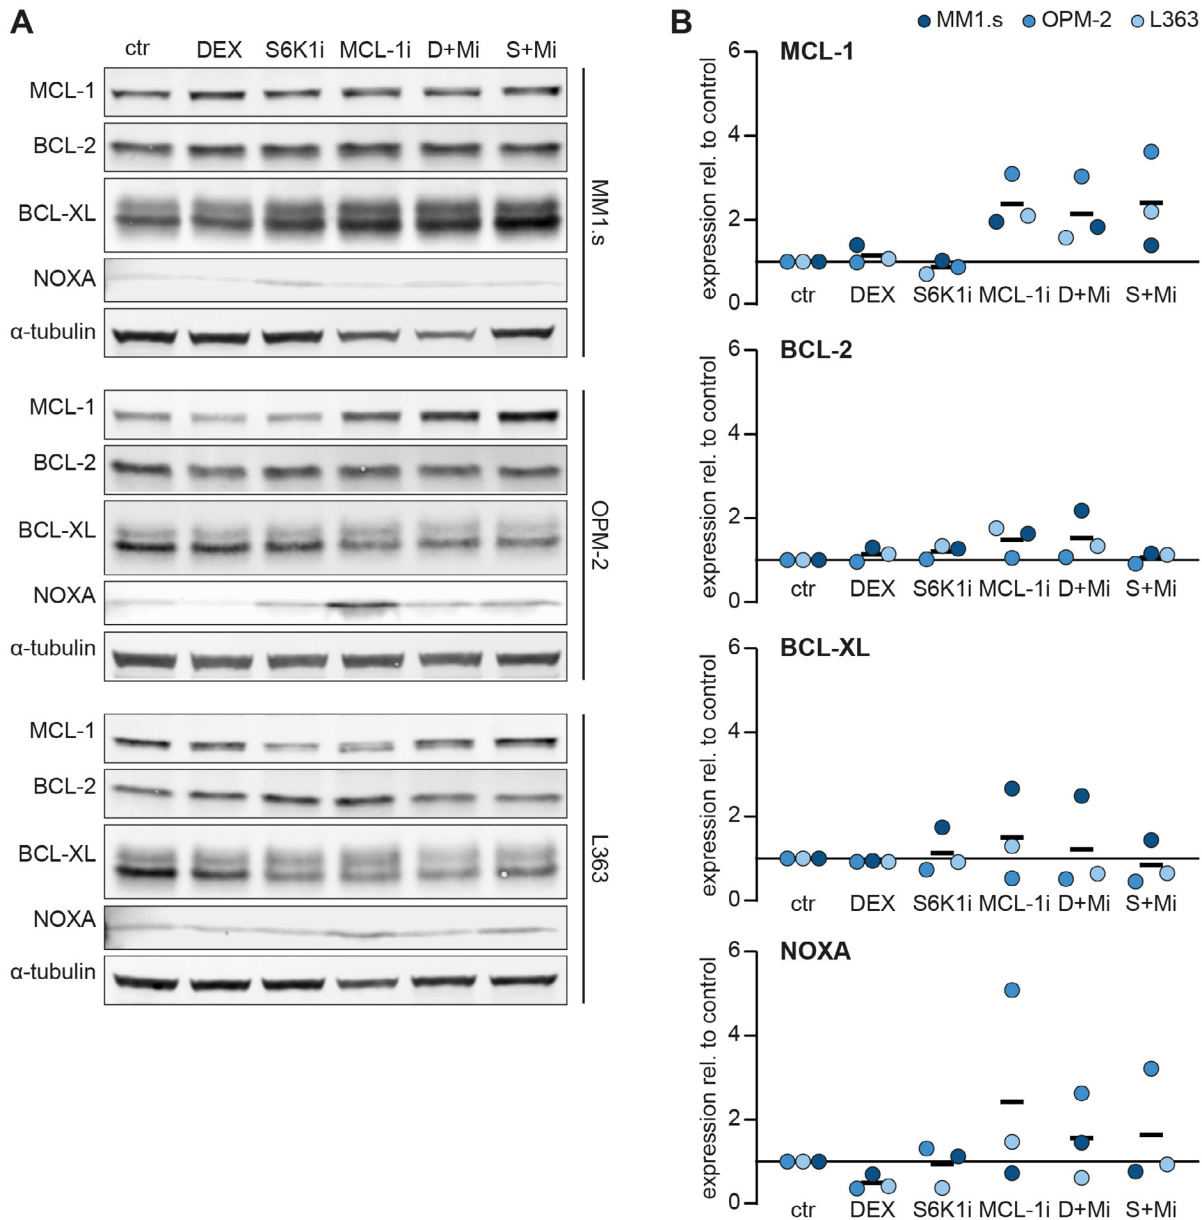 A
ctr DEX S6K1i MCL-1i D+Mi S+Mi
MCL-1
BCL-2
BCL-XL
NOXA
α-tubulin
MM1.s
MCL-1
BCL-2
BCL-XL
NOXA
α-tubulin
OPM-2
MCL-1
BCL-2
BCL-XL
NOXA
α-tubulin
L363
B
MM1.s OPM-2 L363
MCL-1
expression rel. to control
6
4
2
0
ctr DEX S6K1i MCL-1i D+Mi S+Mi
BCL-2
expression rel. to control
6
4
2
0
ctr DEX S6K1i MCL-1i D+Mi S+Mi
BCL-XL
expression rel. to control
6
4
2
0
ctr DEX S6K1i MCL-1i D+Mi S+Mi
NOXA
expression rel. to control
6
4
2
0
ctr DEX S6K1i MCL-1i D+Mi S+Mi